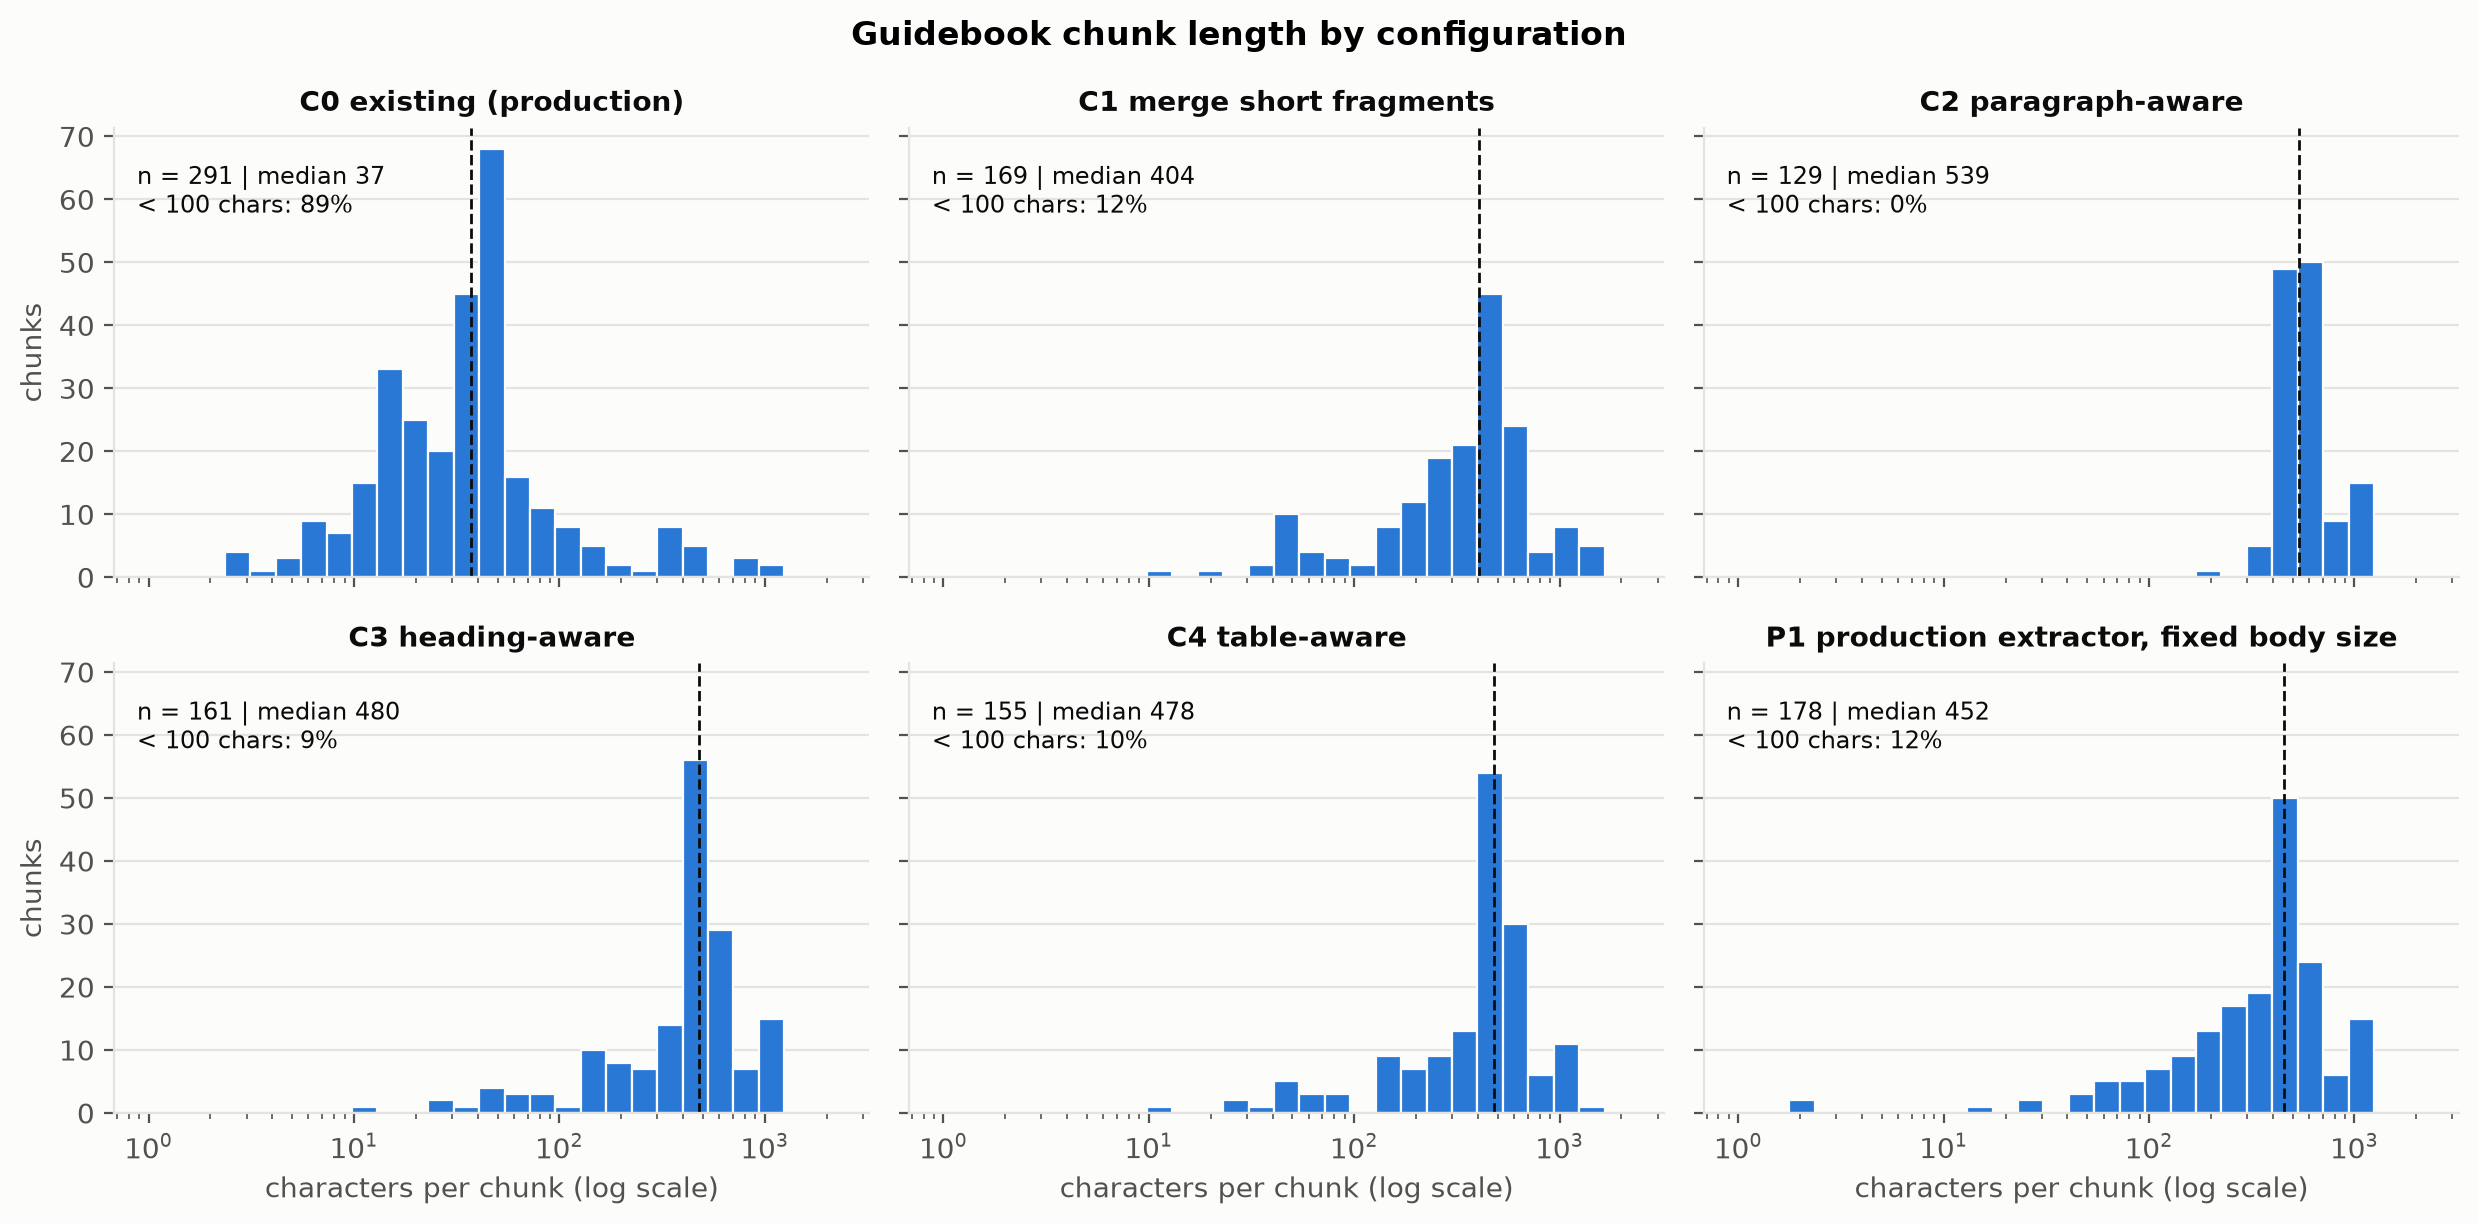 Guidebook chunk length by configuration
C0 existing (production)
n = 291 | median 37
< 100 chars: 89%
70
60
50
40
30
20
10
0
chunks
C1 merge short fragments
n = 169 | median 404
< 100 chars: 12%
C2 paragraph-aware
n = 129 | median 539
< 100 chars: 0%
C3 heading-aware
n = 161 | median 480
< 100 chars: 9%
70
60
50
40
30
20
10
0
chunks
10⁰ 10¹ 10² 10³
characters per chunk (log scale)
C4 table-aware
n = 155 | median 478
< 100 chars: 10%
10⁰ 10¹ 10² 10³
characters per chunk (log scale)
P1 production extractor, fixed body size
n = 178 | median 452
< 100 chars: 12%
10⁰ 10¹ 10² 10³
characters per chunk (log scale)